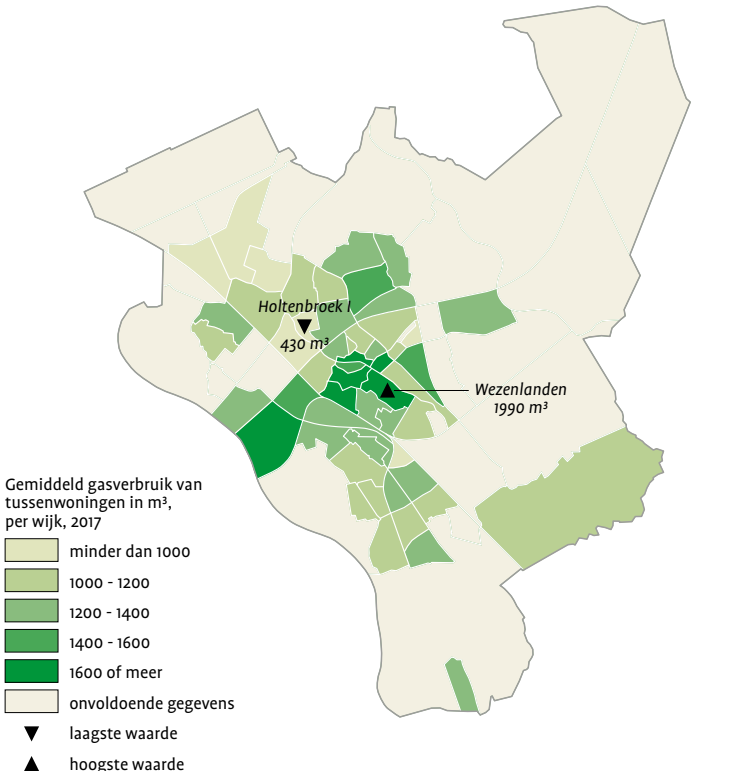 Holtenbroek I
430 m³
Wezenlanden
1990 m³
Gemiddeld gasverbruik van
tussenwoningen in m³,
per wijk, 2017
minder dan 1000
1000 - 1200
1200 - 1400
1400 - 1600
1600 of meer
onvoldoende gegevens
laagste waarde
hoogste waarde